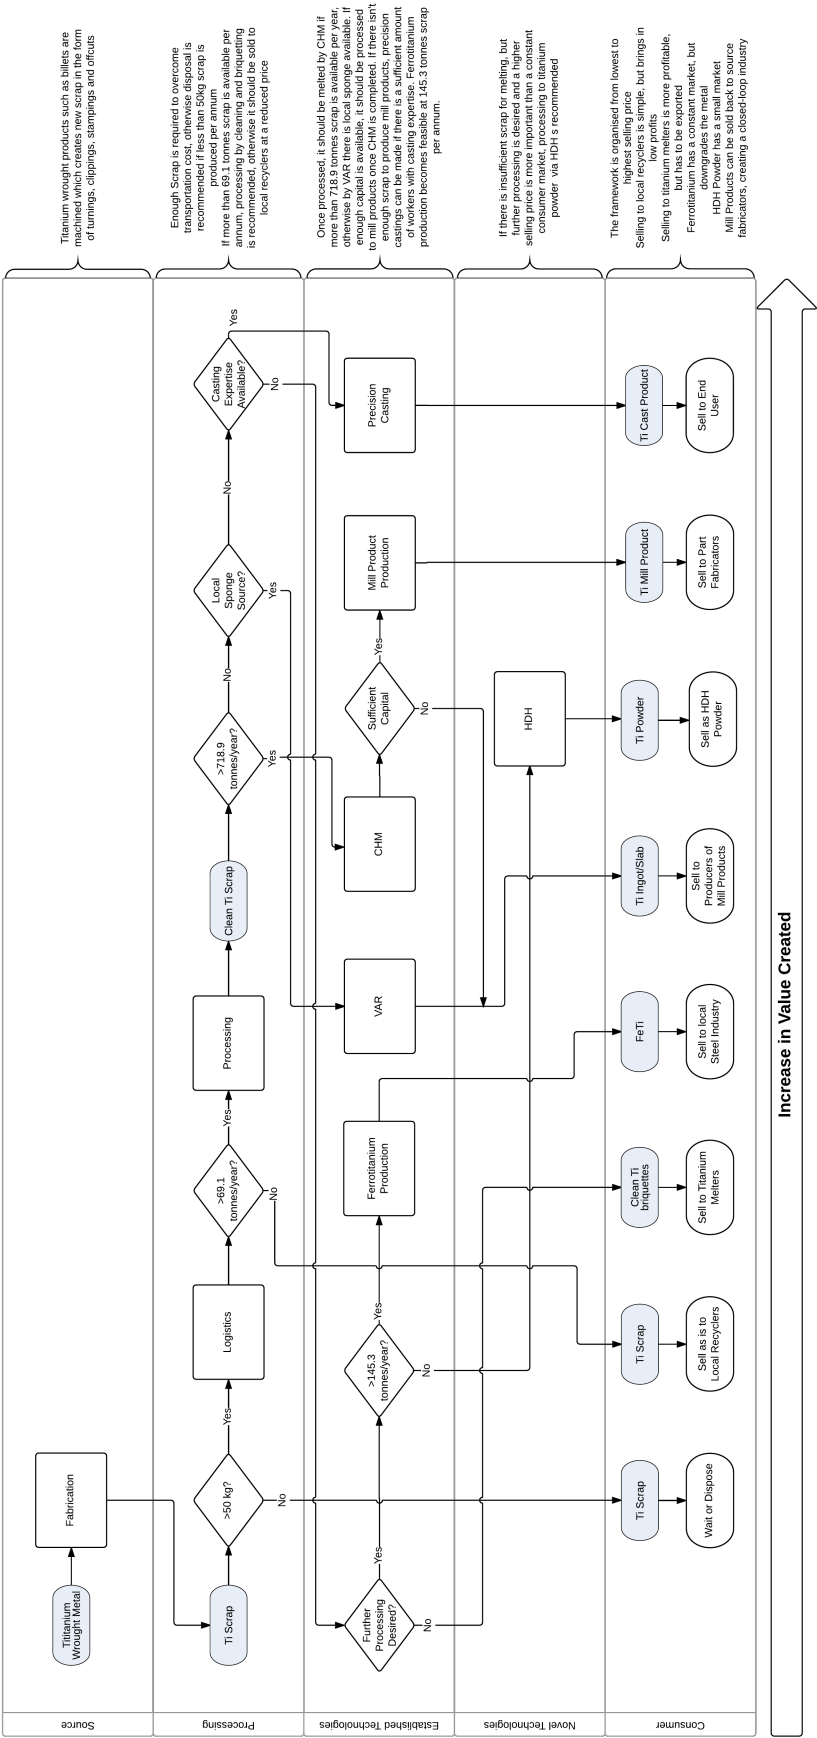 Source
Tititanium
Wrought Metal
Fabrication
Titanium wrought products such as billets are
machined which creates new scrap in the form
of turnings, clippings, stampings and offcuts
Processing
Ti Scrap
>50 kg?
Yes
No
Logistics
>69.1
tonnes/year?
Yes
No
Processing
Clean Ti Scrap
>718.9
tonnes/year?
No
Yes
Local
Sponge
Source?
No
Yes
Casting
Expertise
Available?
Yes
No
Enough Scrap is required to overcome
transportation cost, otherwise disposal is
recommended if less than 50kg scrap is
produced per annum
If more than 69.1 tonnes scrap is available per
annum, processing by cleaning and briquetting
is recommended, otherwise it should be sold to
local recyclers at a reduced price
Established Technologies
Further
Processing
Desired?
Yes
No
>145.3
tonnes/year?
Yes
No
Ferrotitanium
Production
VAR
CHM
Sufficient
Capital
Yes
No
Mill Product
Production
Precision
Casting
Once processed, it should be melted by CHM if
more than 718.9 tonnes scrap is available per year,
otherwise by VAR there is local sponge available. If
enough capital is available, it should be processed
to mill products once CHM is completed. If there isn't
enough scrap to produce mill products, precision
castings can be made if there is a sufficient amount
of workers with casting expertise. Ferrotitanium
production becomes feasible at 145.3 tonnes scrap
per annum.
Novel Technologies
HDH
If there is insufficient scrap for melting, but
further processing is desired and a higher
selling price is more important than a constant
consumer market, processing to titanium
powder via HDH s recommended
Consumer
Ti Scrap
Wait or Dispose
Ti Scrap
Sell as is to
Local Recyclers
Clean Ti
briquettes
Sell to Titanium
Melters
FeTi
Sell to local
Steel Industry
Ti Ingot/Slab
Sell to
Producers of
Mill Products
Ti Powder
Sell as HDH
Powder
Ti Mill Product
Sell to Part
Fabricators
Ti Cast Product
Sell to End
User
The framework is organised from lowest to
highest selling price
Selling to local recyclers is simple, but brings in
low profits
Selling to titanium melters is more profitable,
but has to be exported
Ferrotitanium has a constant market, but
downgrades the metal
HDH Powder has a small market
Mill Products can be sold back to source
fabricators, creating a closed-loop industry
Increase in Value Created